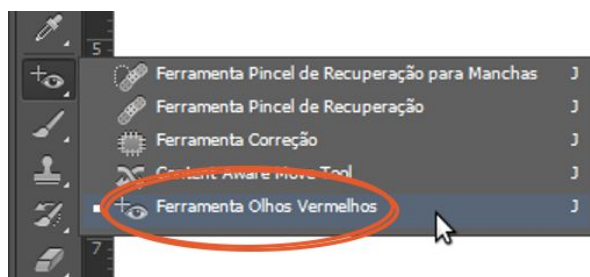 5
Ferramenta Pincel de Recuperação para Manchas J
Ferramenta Pincel de Recuperação J
Ferramenta Correção J
Content-Aware Move Tool J
Ferramenta Olhos Vermelhos J
7